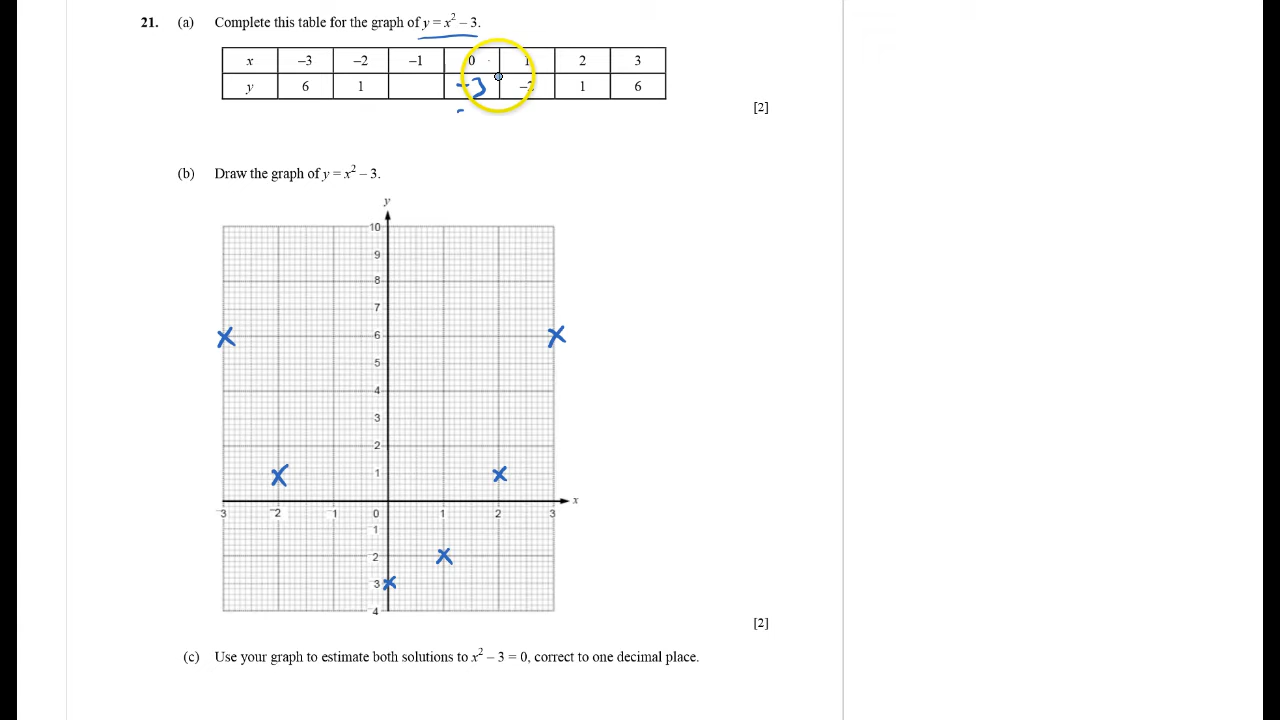 21. (a) Complete this table for the graph of y = x² – 3.
x –3 –2 –1 0 1 2 3
y 6 1 –3 –2 1 6
[2]
(b) Draw the graph of y = x² – 3.
y
10
9
8
7
6
5
4
3
2
1
x
–3 –2 –1 0 1 2 3
–1
–2
–3
–4
[2]
(c) Use your graph to estimate both solutions to x² – 3 = 0, correct to one decimal place.